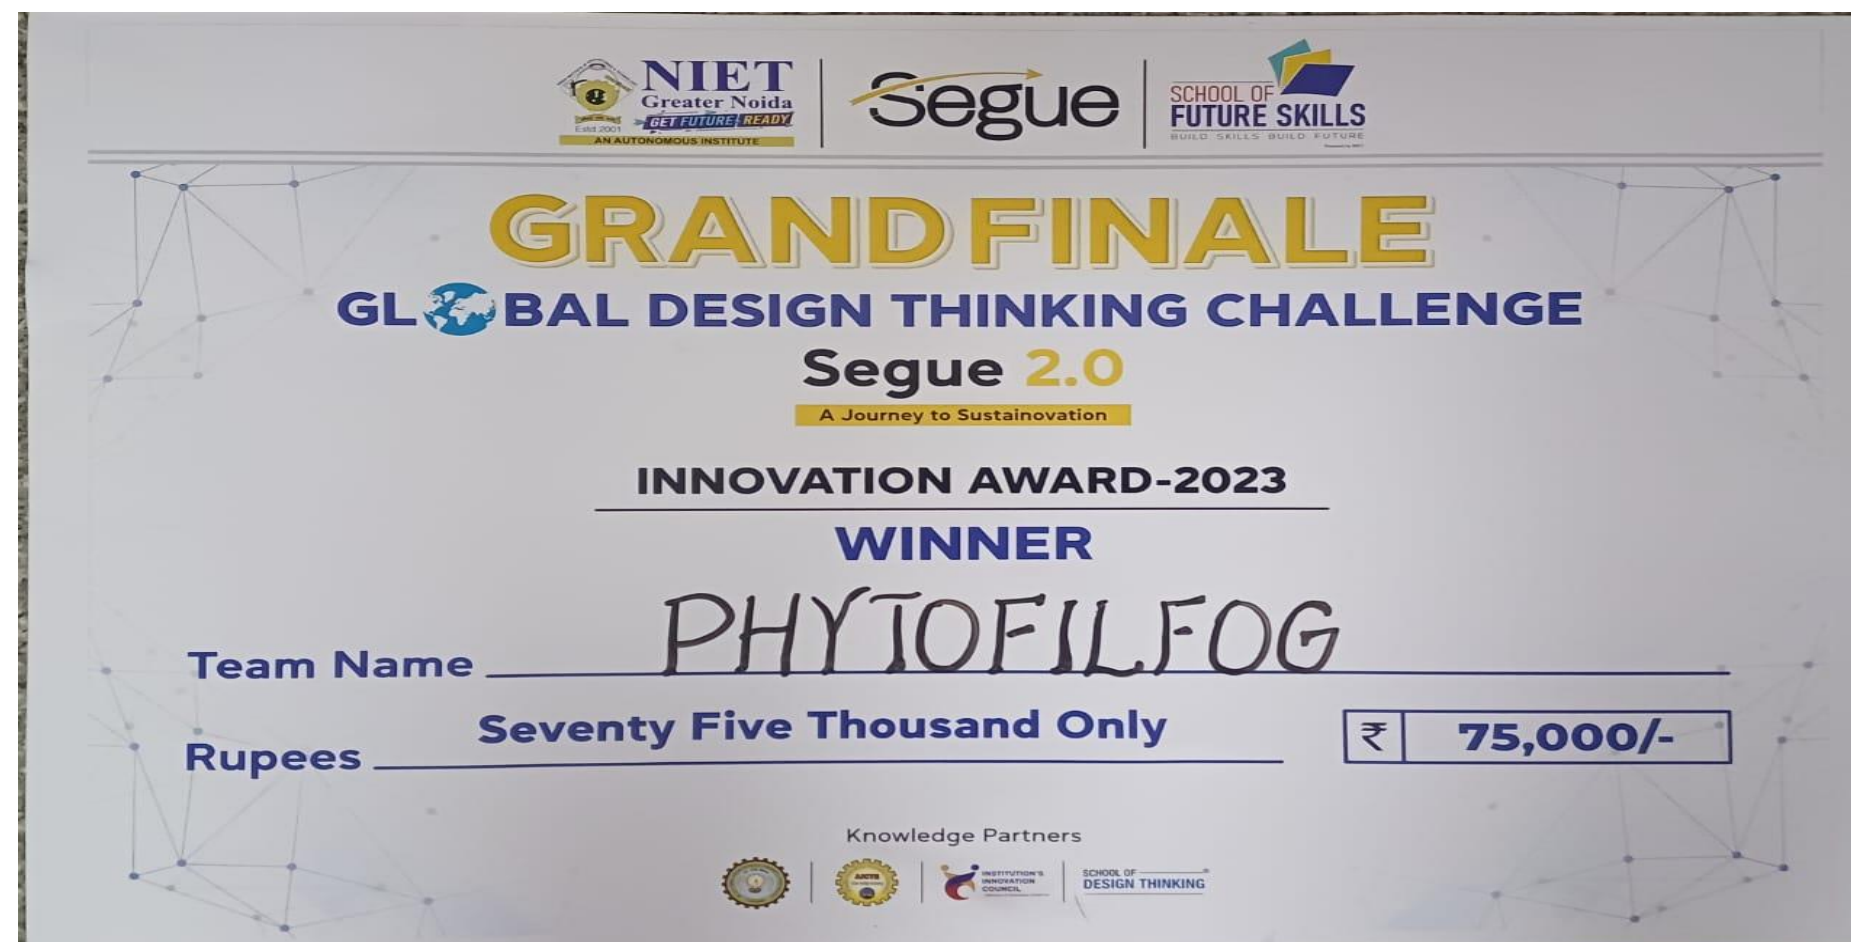 NIET
Greater Noida
GET FUTURE READY
Estd.2001
AN AUTONOMOUS INSTITUTE
Segue
SCHOOL OF
FUTURE SKILLS
BUILD SKILLS BUILD FUTURE
GRAND FINALE
GLOBAL DESIGN THINKING CHALLENGE
Segue 2.0
A Journey to Sustainovation
INNOVATION AWARD-2023
WINNER
Team Name PHYTOFILFOG
Rupees Seventy Five Thousand Only ₹ 75,000/-
Knowledge Partners
AICTE
INSTITUTION'S
INNOVATION
COUNCIL
SCHOOL OF
DESIGN THINKING